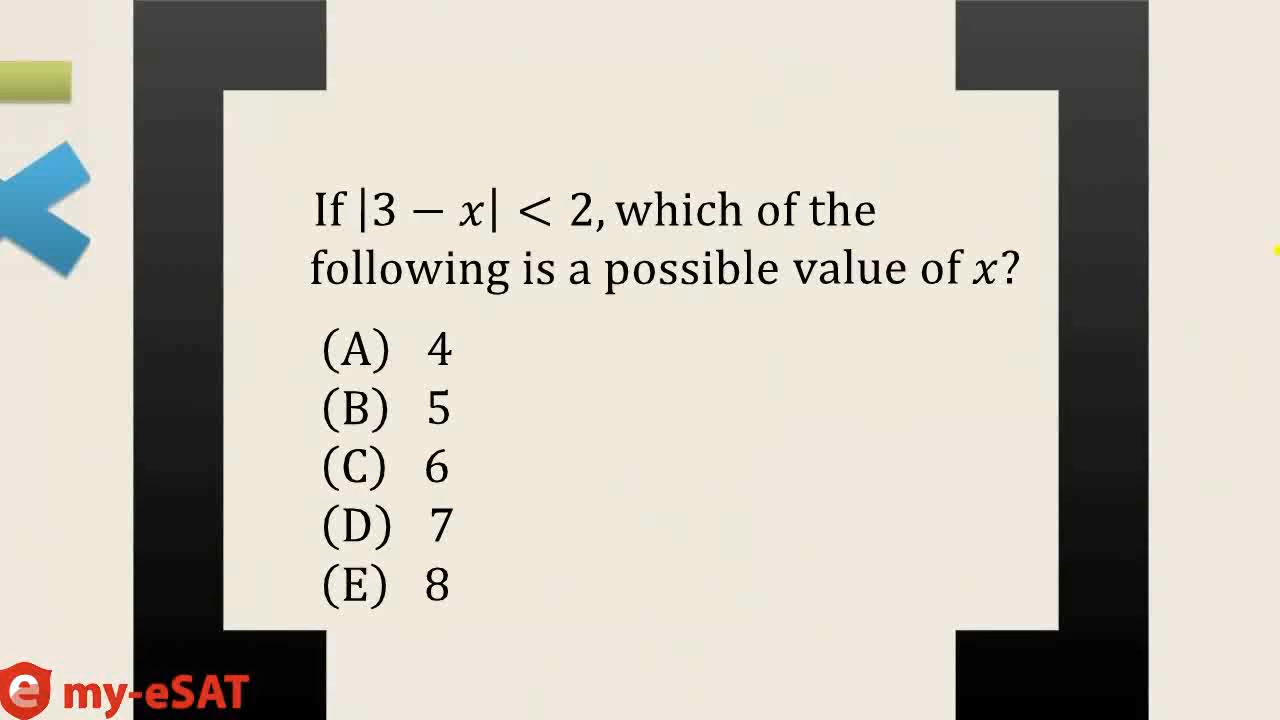 If |3 − x| < 2, which of the
following is a possible value of x?
(A) 4
(B) 5
(C) 6
(D) 7
(E) 8
e my-eSAT